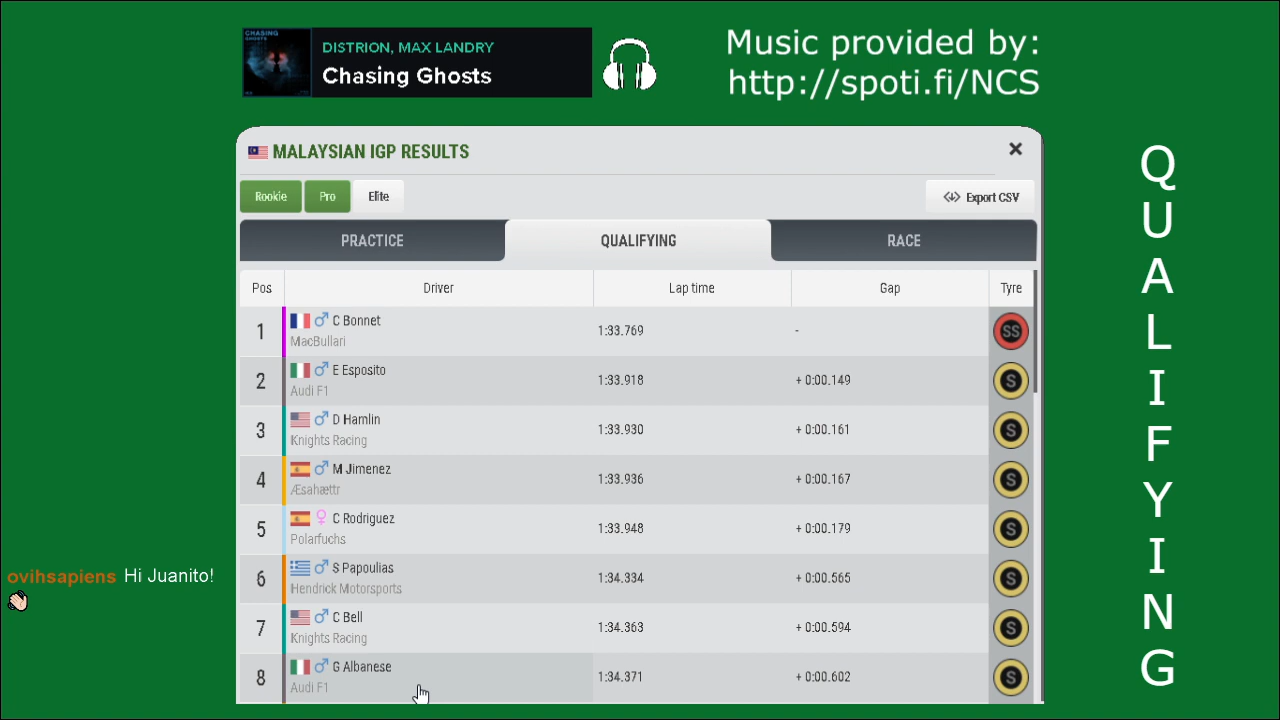 CHASING
GHOSTS
DISTRION, MAX LANDRY
Chasing Ghosts
Music provided by:
http://spoti.fi/NCS
MALAYSIAN IGP RESULTS
Rookie Pro Elite Export CSV
PRACTICE QUALIFYING RACE
Pos Driver Lap time Gap Tyre
1 C Bonnet 1:33.769 - SS
MacBullari
2 E Esposito 1:33.918 + 0:00.149 S
Audi F1
3 D Hamlin 1:33.930 + 0:00.161 S
Knights Racing
4 M Jimenez 1:33.936 + 0:00.167 S
Æsahættr
5 C Rodriguez 1:33.948 + 0:00.179 S
Polarfuchs
6 S Papoulias 1:34.334 + 0:00.565 S
Hendrick Motorsports
7 C Bell 1:34.363 + 0:00.594 S
Knights Racing
8 G Albanese 1:34.371 + 0:00.602 S
Audi F1
ovihsapiens Hi Juanito!
Q
U
A
L
I
F
Y
I
N
G